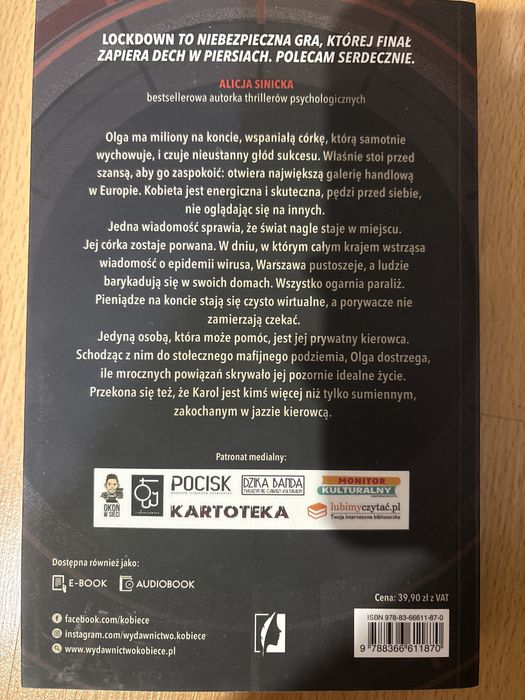 LOCKDOWN TO NIEBEZPIECZNA GRA, KTÓREJ FINAŁ
ZAPIERA DECH W PIERSIACH. POLECAM SERDECZNIE.
ALICJA SINICKA
bestsellerowa autorka thrillerów psychologicznych
Olga ma miliony na koncie, wspaniałą córkę, którą samotnie
wychowuje, i czuje nieustanny głód sukcesu. Właśnie stoi przed
szansą, aby go zaspokoić: otwiera największą galerię handlową
w Europie. Kobieta jest energiczna i skuteczna, pędzi przed siebie,
nie oglądając się na innych.
Jedna wiadomość sprawia, że świat nagle staje w miejscu.
Jej córka zostaje porwana. W dniu, w którym całym krajem wstrząsa
wiadomość o epidemii wirusa, Warszawa pustoszeje, a ludzie
barykadują się w swoich domach. Wszystko ogarnia paraliż.
Pieniądze na koncie stają się czysto wirtualne, a porywacze nie
zamierzają czekać.
Jedyną osobą, która może pomóc, jest jej prywatny kierowca.
Schodząc z nim do stołecznego mafijnego podziemia, Olga dostrzega,
ile mrocznych powiązań skrywało jej pozornie idealne życie.
Przekona się też, że Karol jest kimś więcej niż tylko sumiennym,
zakochanym w jazzie kierowcą.
Patronat medialny:
OKOŃ
W SIECI
POCISK
DZIKA BANDA
MONITOR
KULTURALNY
KARTOTEKA
lubimyczytać.pl
Twoja internetowa biblioteczka
Dostępna również jako:
E-BOOK
AUDIOBOOK
Cena: 39,90 zł z VAT
facebook.com/kobiece
instagram.com/wydawnictwo.kobiece
www.wydawnictwokobiece.pl
ISBN 978-83-66611-87-0
9 788366 611870